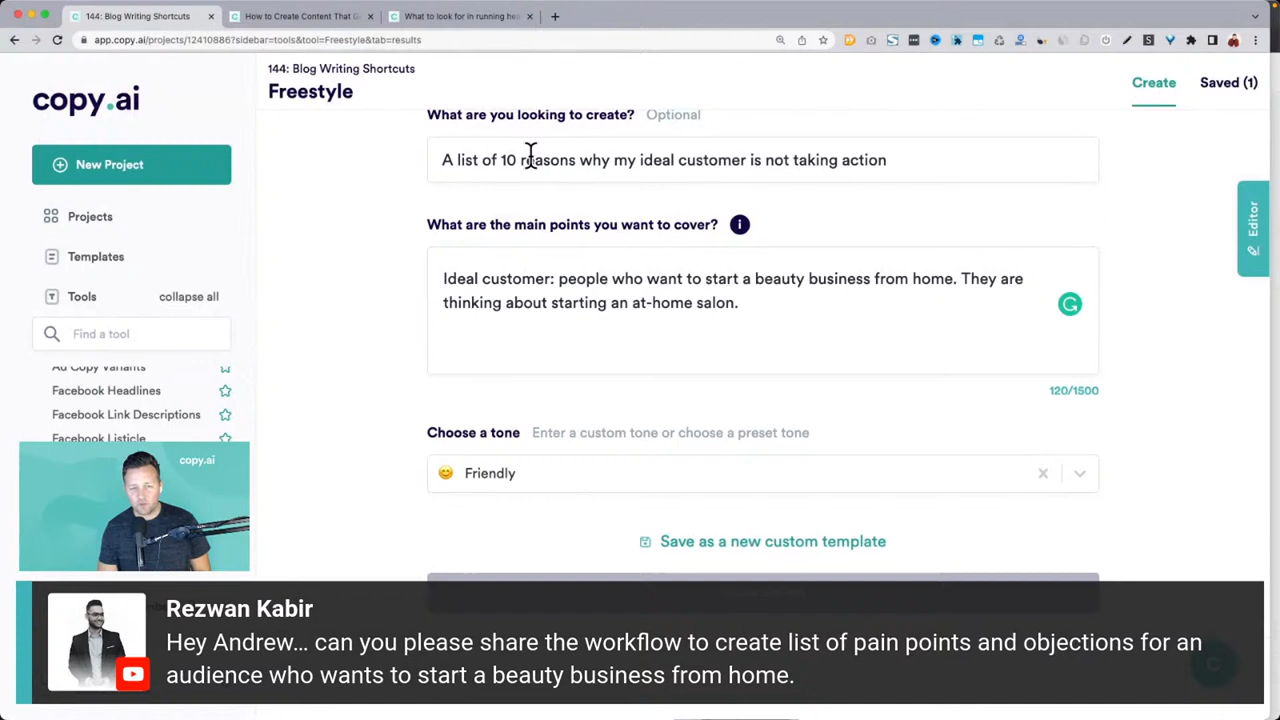 144: Blog Writing Shortcuts
How to Create Content That G
What to look for in running hea
app.copy.ai/projects/12410886?sidebar=tools&tool=Freestyle&tab=results
copy.ai
144: Blog Writing Shortcuts
Freestyle
Create
Saved (1)
New Project
Projects
Templates
Tools
collapse all
Find a tool
Ad Copy Variants
Facebook Headlines
Facebook Link Descriptions
Facebook Listicle
What are you looking to create? Optional
A list of 10 reasons why my ideal customer is not taking action
What are the main points you want to cover?
Ideal customer: people who want to start a beauty business from home. They are
thinking about starting an at-home salon.
120/1500
Choose a tone Enter a custom tone or choose a preset tone
Friendly
Save as a new custom template
Editor
copy.ai
Rezwan Kabir
Hey Andrew... can you please share the workflow to create list of pain points and objections for an
audience who wants to start a beauty business from home.